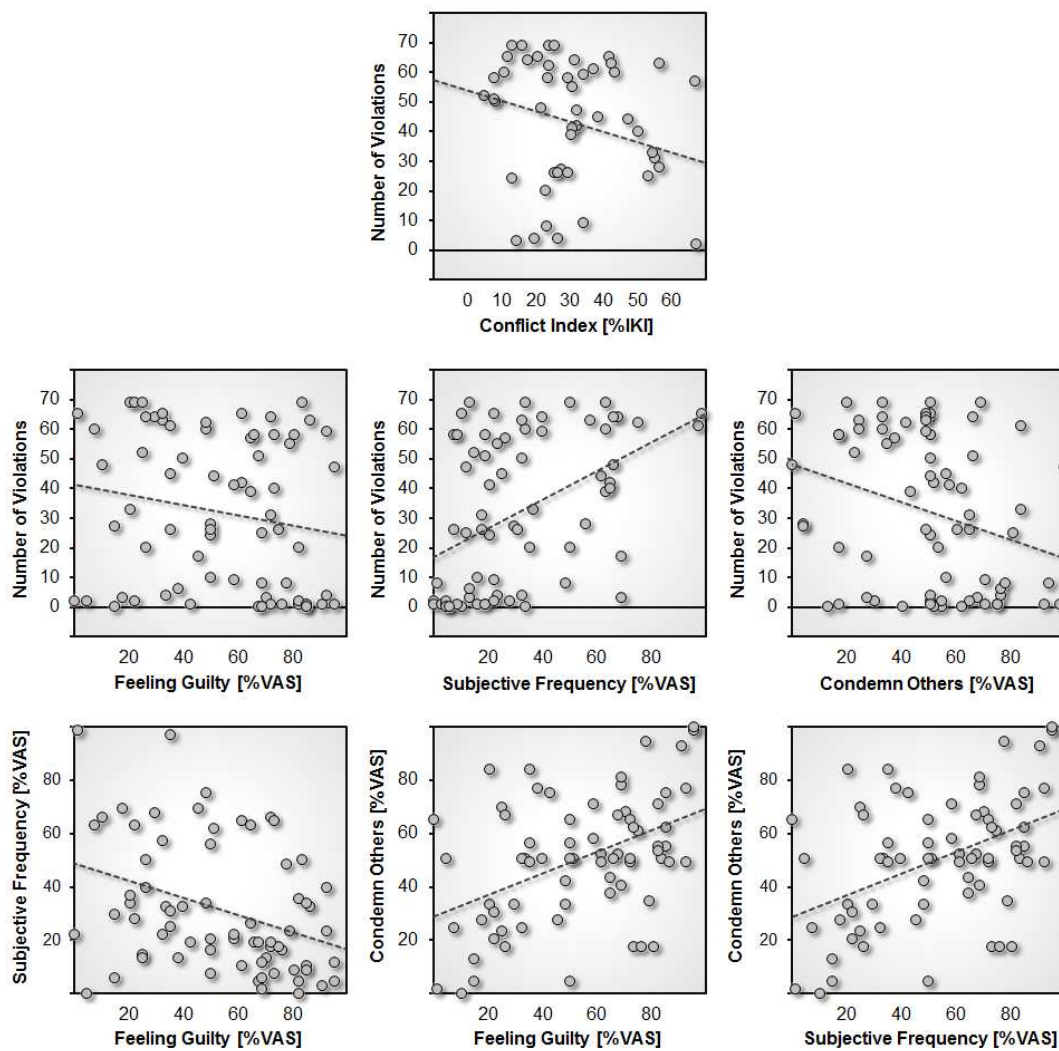 70
60
50
40
30
20
10
0
Number of Violations
0 10 20 30 40 50 60
Conflict Index [%IKI]
70
60
50
40
30
20
10
0
Number of Violations
20 40 60 80
Feeling Guilty [%VAS]
70
60
50
40
30
20
10
0
Number of Violations
20 40 60 80
Subjective Frequency [%VAS]
70
60
50
40
30
20
10
0
Number of Violations
20 40 60 80
Condemn Others [%VAS]
80
60
40
20
Subjective Frequency [%VAS]
20 40 60 80
Feeling Guilty [%VAS]
80
60
40
20
Condemn Others [%VAS]
20 40 60 80
Feeling Guilty [%VAS]
80
60
40
20
Condemn Others [%VAS]
20 40 60 80
Subjective Frequency [%VAS]